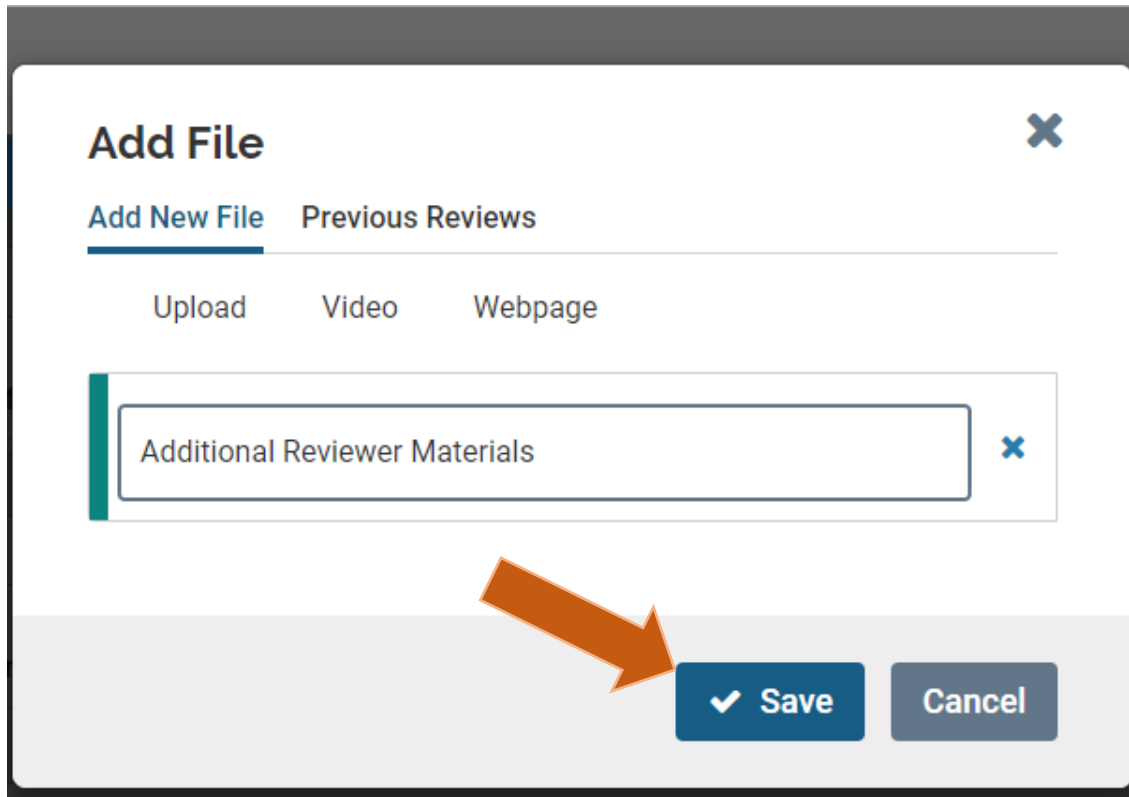 Add File
Add New File Previous Reviews
Upload Video Webpage
Additional Reviewer Materials
Save Cancel